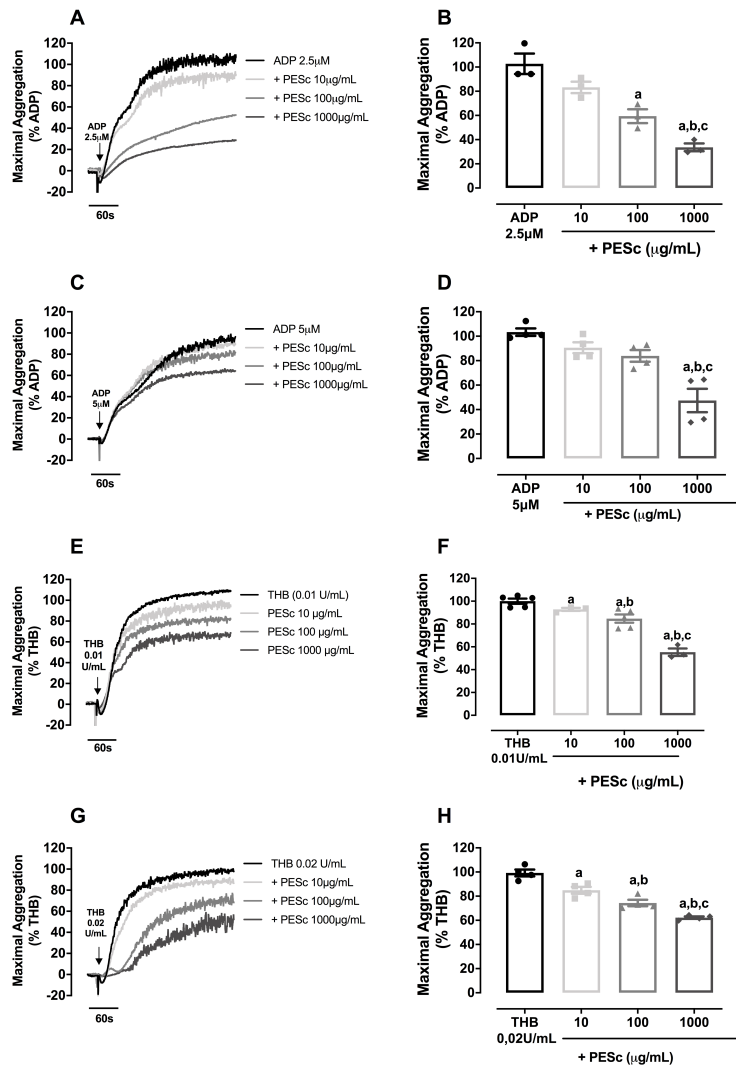 A
Maximal Aggregation
(% ADP)
120
100
80
60
40
20
0
-20
ADP
2.5μM
60s
ADP 2.5μM
+ PESc 10μg/mL
+ PESc 100μg/mL
+ PESc 1000μg/mL
B
Maximal Aggregation
(% ADP)
120
100
80
60
40
20
0
a
a,b,c
ADP
2.5μM
10
100
1000
+ PESc (μg/mL)
C
Maximal Aggregation
(% ADP)
120
100
80
60
40
20
0
-20
ADP
5μM
60s
ADP 5μM
+ PESc 10μg/mL
+ PESc 100μg/mL
+ PESc 1000μg/mL
D
Maximal Aggregation
(% ADP)
120
100
80
60
40
20
0
a,b,c
ADP
5μM
10
100
1000
+ PESc (μg/mL)
E
Maximal Aggregation
(% THB)
120
100
80
60
40
20
0
-20
THB
0.01
U/mL
60s
THB (0.01 U/mL)
PESc 10 μg/mL
PESc 100 μg/mL
PESc 1000 μg/mL
F
Maximal Aggregation
(% THB)
120
100
80
60
40
20
0
a
a,b
a,b,c
THB
0.01U/mL
10
100
1000
+ PESc (μg/mL)
G
Maximal Aggregation
(% THB)
120
100
80
60
40
20
0
-20
THB
0.02
U/mL
60s
THB 0.02 U/mL
+ PESc 10μg/mL
+ PESc 100μg/mL
+ PESc 1000μg/mL
H
Maximal Aggregation
(% THB)
120
100
80
60
40
20
0
a
a,b
a,b,c
THB
0,02U/mL
10
100
1000
+ PESc (μg/mL)